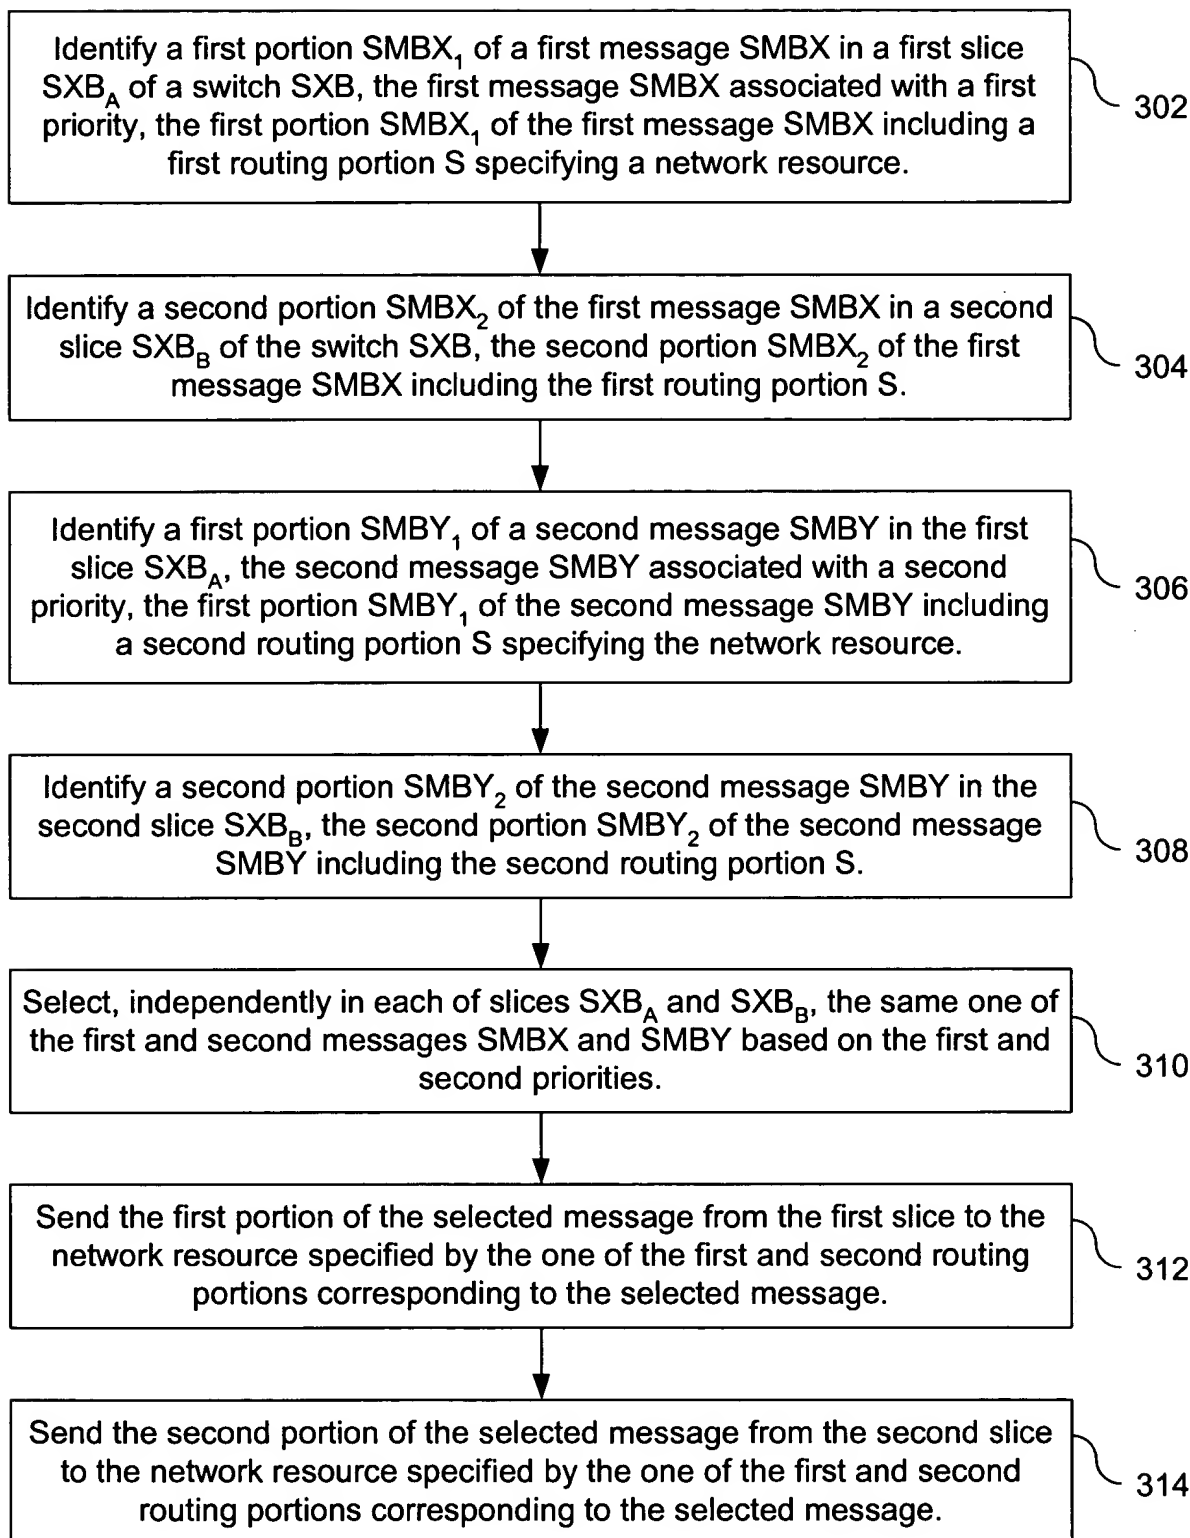 Identify a first portion SMBX₁ of a first message SMBX in a first slice
SXB_A of a switch SXB, the first message SMBX associated with a first
priority, the first portion SMBX₁ of the first message SMBX including a
first routing portion S specifying a network resource.
302
Identify a second portion SMBX₂ of the first message SMBX in a second
slice SXB_B of the switch SXB, the second portion SMBX₂ of the first
message SMBX including the first routing portion S.
304
Identify a first portion SMBY₁ of a second message SMBY in the first
slice SXB_A, the second message SMBY associated with a second
priority, the first portion SMBY₁ of the second message SMBY including
a second routing portion S specifying the network resource.
306
Identify a second portion SMBY₂ of the second message SMBY in the
second slice SXB_B, the second portion SMBY₂ of the second message
SMBY including the second routing portion S.
308
Select, independently in each of slices SXB_A and SXB_B, the same one of
the first and second messages SMBX and SMBY based on the first and
second priorities.
310
Send the first portion of the selected message from the first slice to the
network resource specified by the one of the first and second routing
portions corresponding to the selected message.
312
Send the second portion of the selected message from the second slice
to the network resource specified by the one of the first and second
routing portions corresponding to the selected message.
314